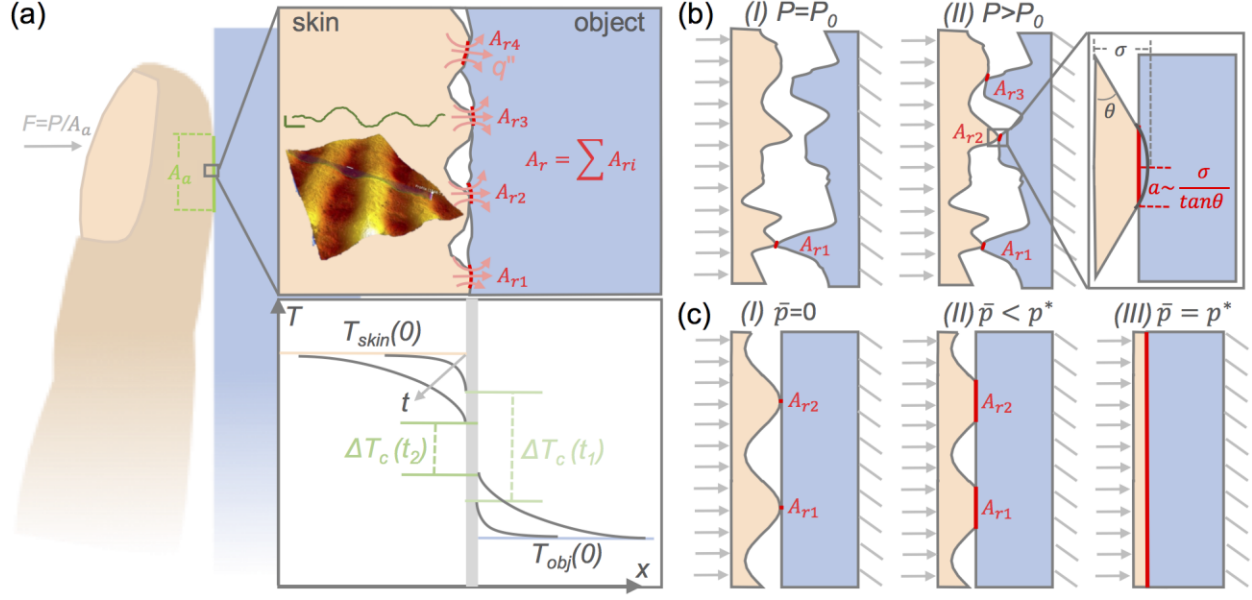 (a)
skin
object
F=P/A_a
A_a
A_r4
q"
A_r3
A_r = ∑ A_ri
A_r2
A_r1
T
T_skin(0)
t
ΔT_c(t_2)
ΔT_c(t_1)
T_obj(0)
x
(b)
(I) P=P_0
A_r1
(II) P>P_0
A_r3
A_r2
A_r1
σ
θ
a~ σ/tanθ
(c)
(I) p̄=0
A_r2
A_r1
(II) p̄ < p*
A_r2
A_r1
(III) p̄ = p*